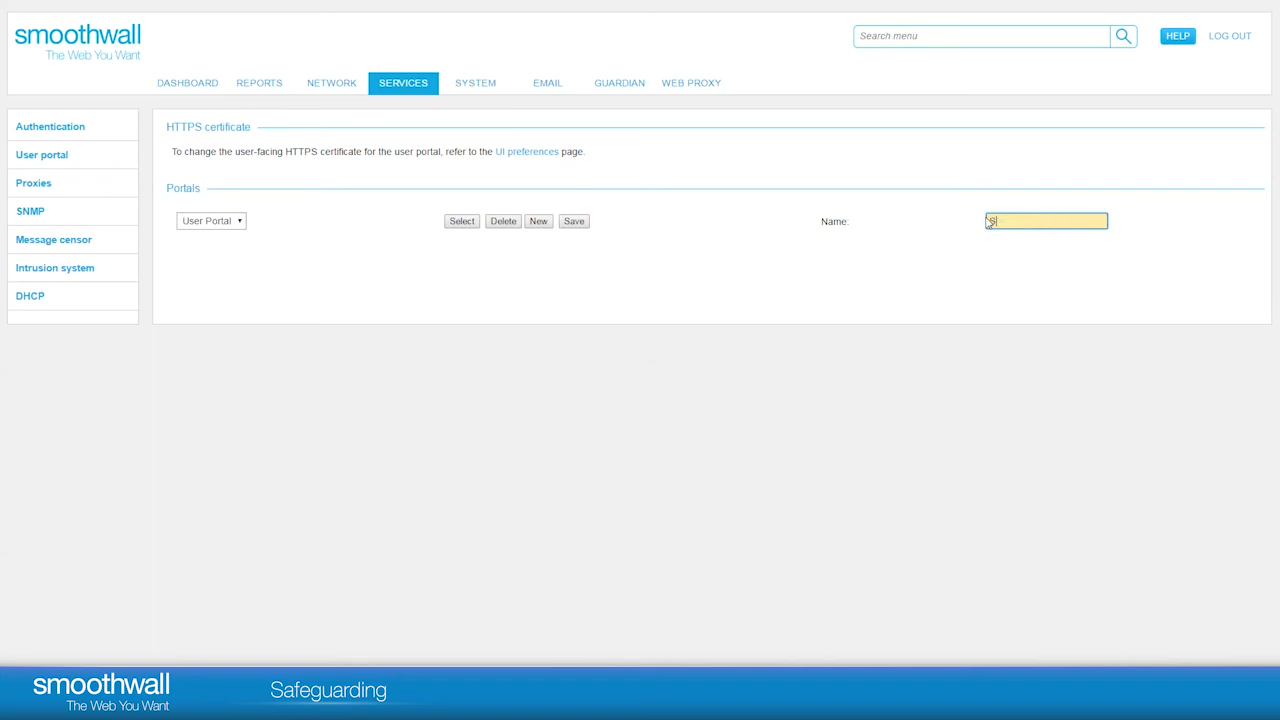 smoothwall
The Web You Want
Search menu
HELP
LOG OUT
DASHBOARD REPORTS NETWORK SERVICES SYSTEM EMAIL GUARDIAN WEB PROXY
Authentication
User portal
Proxies
SNMP
Message censor
Intrusion system
DHCP
HTTPS certificate
To change the user-facing HTTPS certificate for the user portal, refer to the UI preferences page.
Portals
User Portal Select Delete New Save Name: S
smoothwall
The Web You Want
Safeguarding